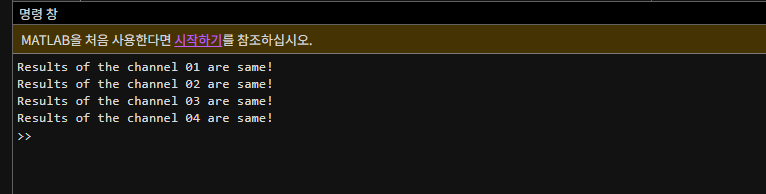 명령 창
MATLAB을 처음 사용한다면 시작하기를 참조하십시오.
Results of the channel 01 are same!
Results of the channel 02 are same!
Results of the channel 03 are same!
Results of the channel 04 are same!
>>